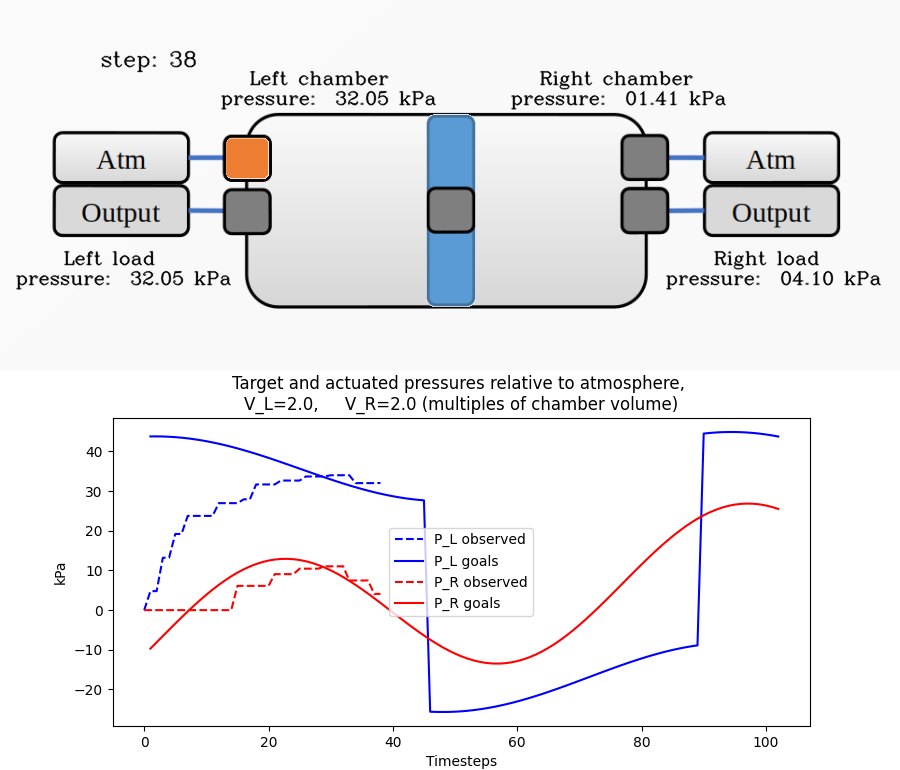 step: 38
Left chamber
pressure: 32.05 kPa
Right chamber
pressure: 01.41 kPa
Atm
Output
Atm
Output
Left load
pressure: 32.05 kPa
Right load
pressure: 04.10 kPa
Target and actuated pressures relative to atmosphere,
V_L=2.0, V_R=2.0 (multiples of chamber volume)
kPa
40
30
20
10
0
−10
−20
P_L observed
P_L goals
P_R observed
P_R goals
0 20 40 60 80 100
Timesteps